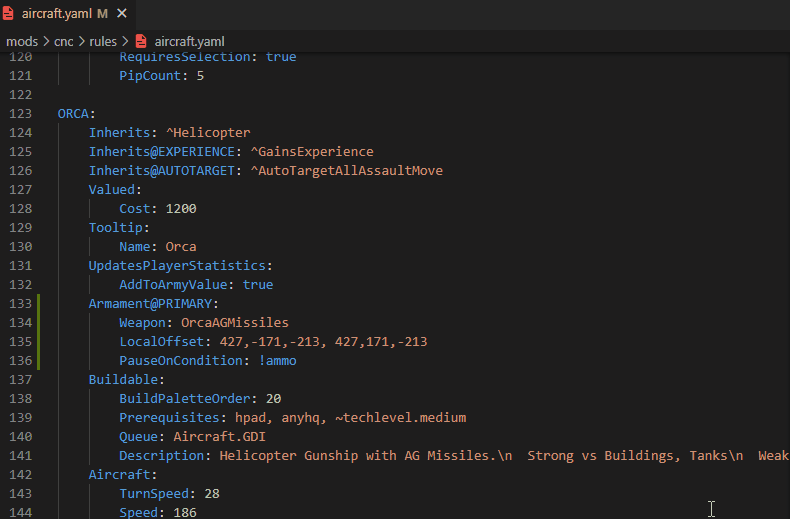 aircraft.yaml M
mods > cnc > rules > aircraft.yaml
120 RequiresSelection: true
121 PipCount: 5
122
123 ORCA:
124 Inherits: ^Helicopter
125 Inherits@EXPERIENCE: ^GainsExperience
126 Inherits@AUTOTARGET: ^AutoTargetAllAssaultMove
127 Valued:
128 Cost: 1200
129 Tooltip:
130 Name: Orca
131 UpdatesPlayerStatistics:
132 AddToArmyValue: true
133 Armament@PRIMARY:
134 Weapon: OrcaAGMissiles
135 LocalOffset: 427,-171,-213, 427,171,-213
136 PauseOnCondition: !ammo
137 Buildable:
138 BuildPaletteOrder: 20
139 Prerequisites: hpad, anyhq, ~techlevel.medium
140 Queue: Aircraft.GDI
141 Description: Helicopter Gunship with AG Missiles.\n  Strong vs Buildings, Tanks\n  Weak
142 Aircraft:
143 TurnSpeed: 28
144 Speed: 186